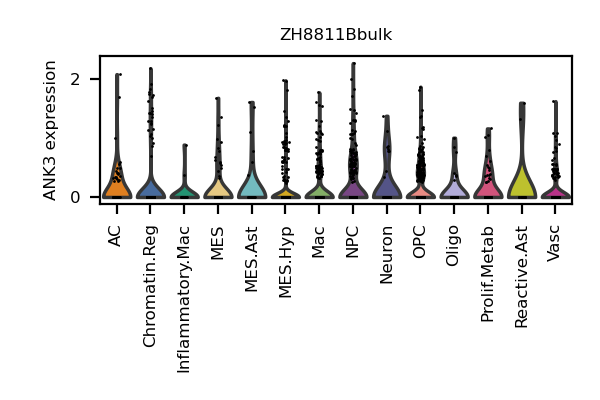 ZH8811Bbulk
ANK3 expression
2
0
AC
Chromatin.Reg
Inflammatory.Mac
MES
MES.Ast
MES.Hyp
Mac
NPC
Neuron
OPC
Oligo
Prolif.Metab
Reactive.Ast
Vasc